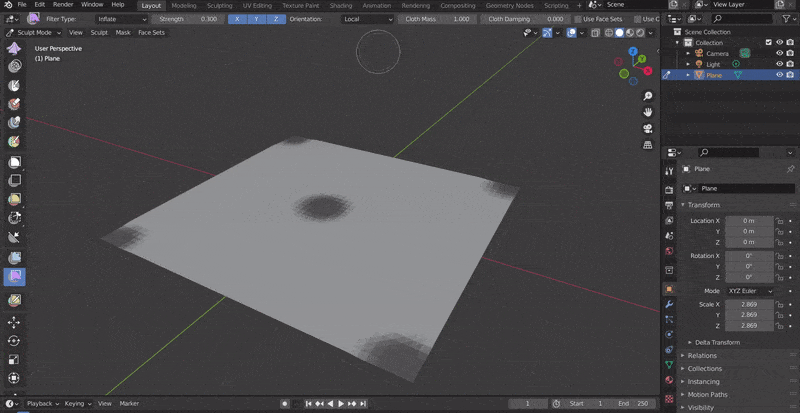 File Edit Render Window Help Layout Modeling Sculpting UV Editing Texture Paint Shading Animation Rendering Compositing Geometry Nodes Scripting Scene View Layer
Filter Type: Inflate Strength 0.300 X Y Z Orientation: Local Cloth Mass 1.000 Cloth Damping 0.000 Use Face Sets Use C
Sculpt Mode View Sculpt Mask Face Sets
User Perspective
(1) Plane
Z
Y
X
Scene Collection
Collection
Camera
Light
Plane
Plane
Plane
Transform
Location X 0 m
Y 0 m
Z 0 m
Rotation X 0°
Y 0°
Z 0°
Mode XYZ Euler
Scale X 2.869
Y 2.869
Z 2.869
Delta Transform
Relations
Collections
Instancing
Motion Paths
Visibility
Playback Keying View Marker 1 Start 1 End 250